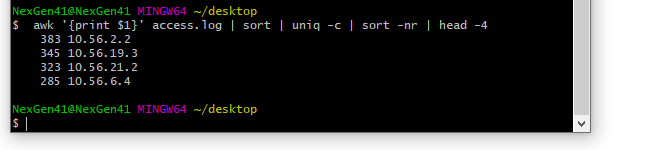 NexGen41@NexGen41 MINGW64 ~/desktop
$  awk '{print $1}' access.log | sort | uniq -c | sort -nr | head -4
    383 10.56.2.2
    345 10.56.19.3
    323 10.56.21.2
    285 10.56.6.4
NexGen41@NexGen41 MINGW64 ~/desktop
$